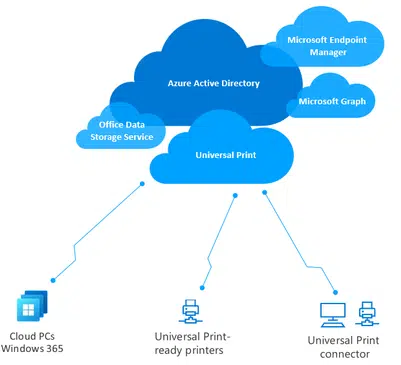 Microsoft Endpoint
Manager
Azure Active Directory
Microsoft Graph
Office Data
Storage Service
Universal Print
Cloud PCs
Windows 365
Universal Print-
ready printers
Universal Print
connector